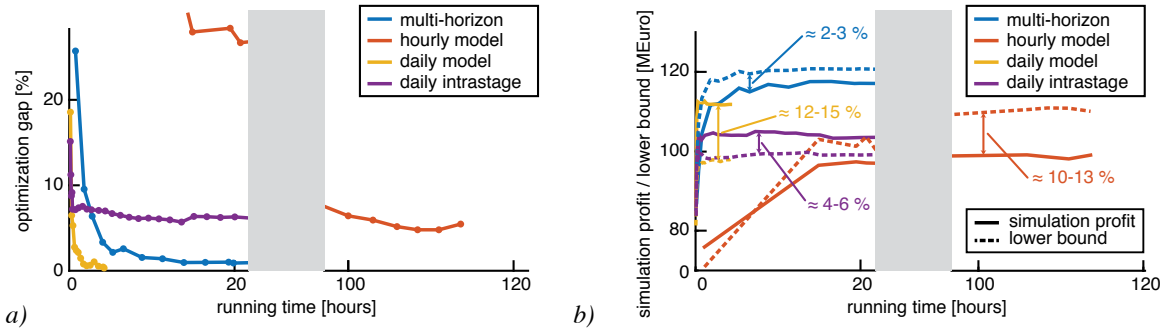 multi-horizon
hourly model
daily model
daily intrastage
optimization gap [%]
20
10
0
0
20
100
120
running time [hours]
a)
multi-horizon
hourly model
daily model
daily intrastage
simulation profit / lower bound [MEuro]
120
100
80
0
≈ 2-3 %
≈ 12-15 %
≈ 4-6 %
≈ 10-13 %
simulation profit
lower bound
0
20
100
120
running time [hours]
b)